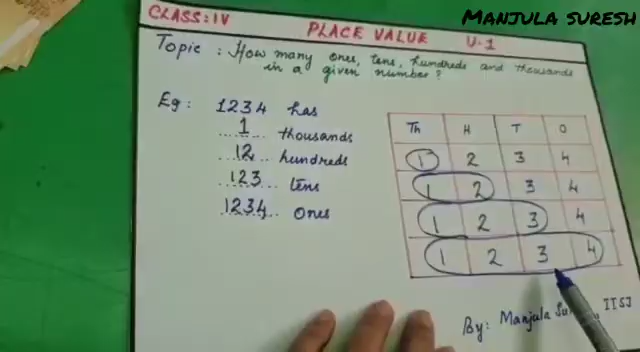 MANJULA SURESH
CLASS: IV PLACE VALUE U-1
Topic: How many ones, tens, hundreds and thousands
in a given number?
Eg: 1234 has
1 thousands
12 hundreds
123 tens
1234 ones
Th H T O
1 2 3 4
1 2 3 4
1 2 3 4
1 2 3 4
By: Manjula IISJ